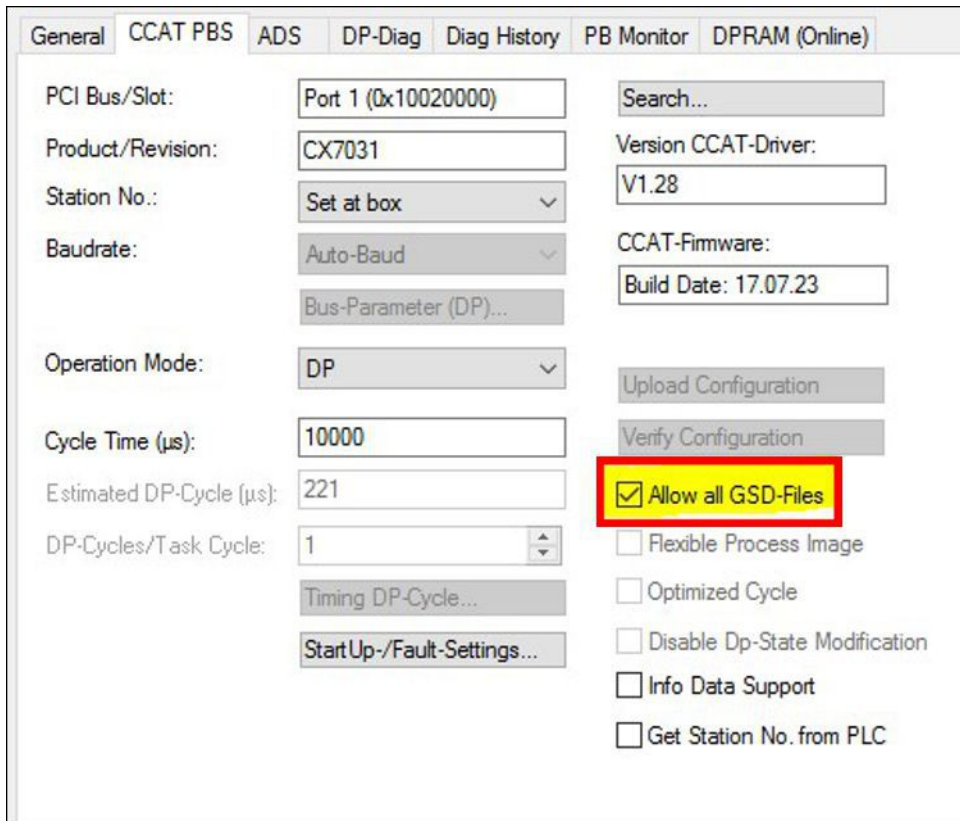 General CCAT PBS ADS DP-Diag Diag History PB Monitor DPRAM (Online)
PCI Bus/Slot: Port 1 (0x10020000) Search...
Product/Revision: CX7031 Version CCAT-Driver:
Station No.: Set at box V1.28
Baudrate: Auto-Baud CCAT-Firmware:
Bus-Parameter (DP)... Build Date: 17.07.23
Operation Mode: DP Upload Configuration
Cycle Time (µs): 10000 Verify Configuration
Estimated DP-Cycle (µs): 221 Allow all GSD-Files
DP-Cycles/Task Cycle: 1 Flexible Process Image
Timing DP-Cycle... Optimized Cycle
StartUp-/Fault-Settings... Disable Dp-State Modification
Info Data Support
Get Station No. from PLC